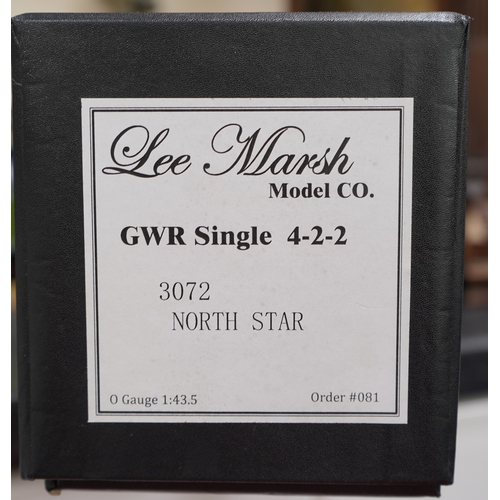 Lee Marsh
Model CO.
GWR Single 4-2-2
3072
NORTH STAR
O Gauge 1:43.5 Order #081